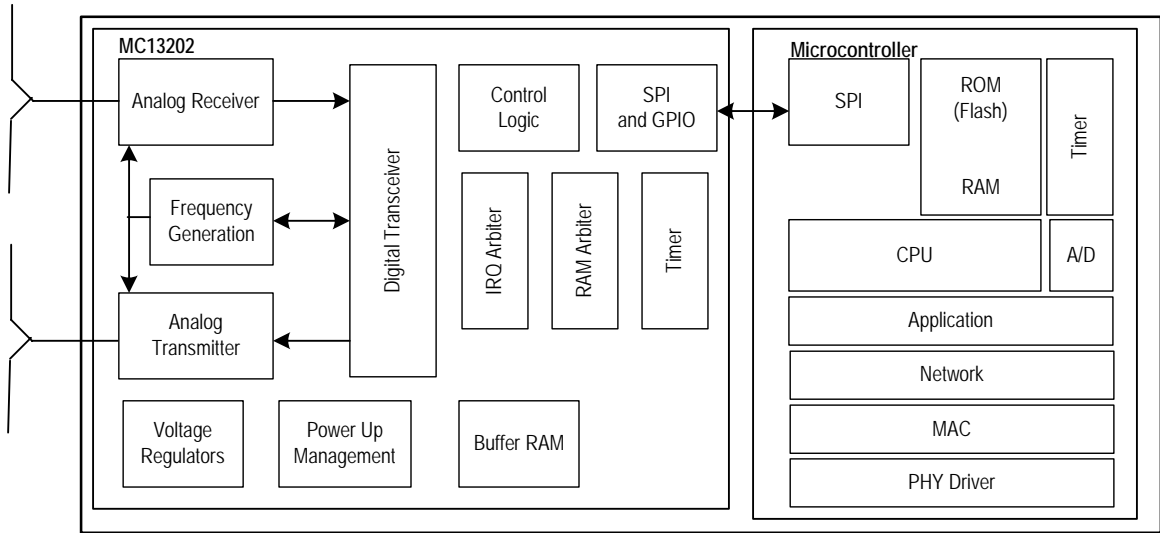 MC13202
Analog Receiver
Frequency
Generation
Analog
Transmitter
Digital Transceiver
Control
Logic
SPI
and GPIO
IRQ Arbiter
RAM Arbiter
Timer
Voltage
Regulators
Power Up
Management
Buffer RAM
Microcontroller
SPI
ROM
(Flash)
RAM
Timer
CPU
A/D
Application
Network
MAC
PHY Driver